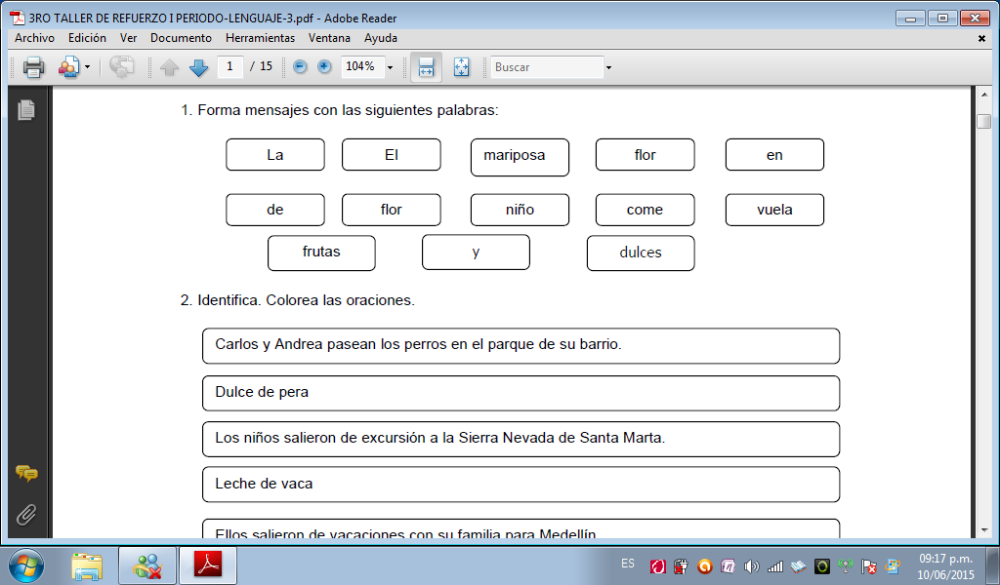 3RO TALLER DE REFUERZO I PERIODO-LENGUAJE-3.pdf - Adobe Reader
Archivo Edición Ver Documento Herramientas Ventana Ayuda
1 / 15 104% Buscar
1. Forma mensajes con las siguientes palabras:
La El mariposa flor en
de flor niño come vuela
frutas y dulces
2. Identifica. Colorea las oraciones.
Carlos y Andrea pasean los perros en el parque de su barrio.
Dulce de pera
Los niños salieron de excursión a la Sierra Nevada de Santa Marta.
Leche de vaca
Ellos salieron de vacaciones con su familia para Medellín
ES 09:17 p.m.
10/06/2015